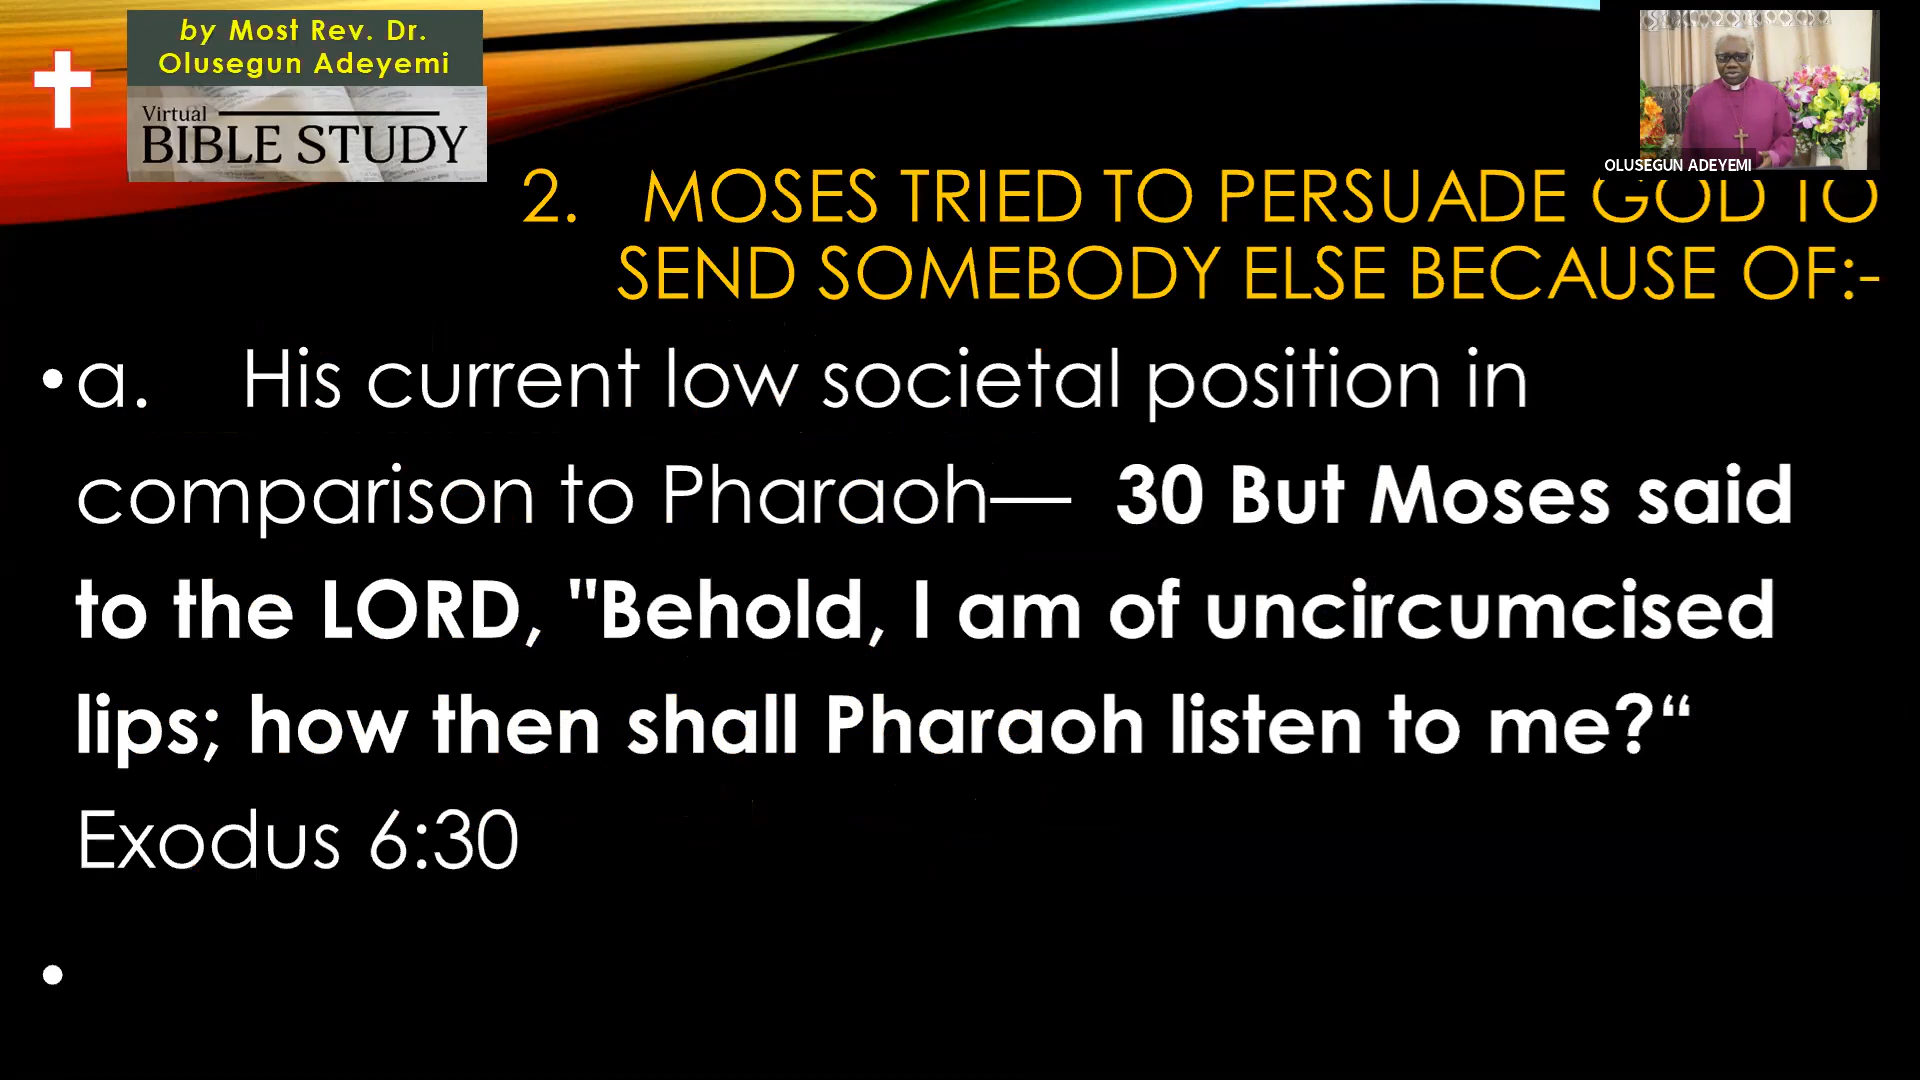 by Most Rev. Dr.
Olusegun Adeyemi
Virtual
BIBLE STUDY
OLUSEGUN ADEYEMI
2. MOSES TRIED TO PERSUADE GOD TO
SEND SOMEBODY ELSE BECAUSE OF:-
• a. His current low societal position in
comparison to Pharaoh— 30 But Moses said
to the LORD, "Behold, I am of uncircumcised
lips; how then shall Pharaoh listen to me?“
Exodus 6:30
•